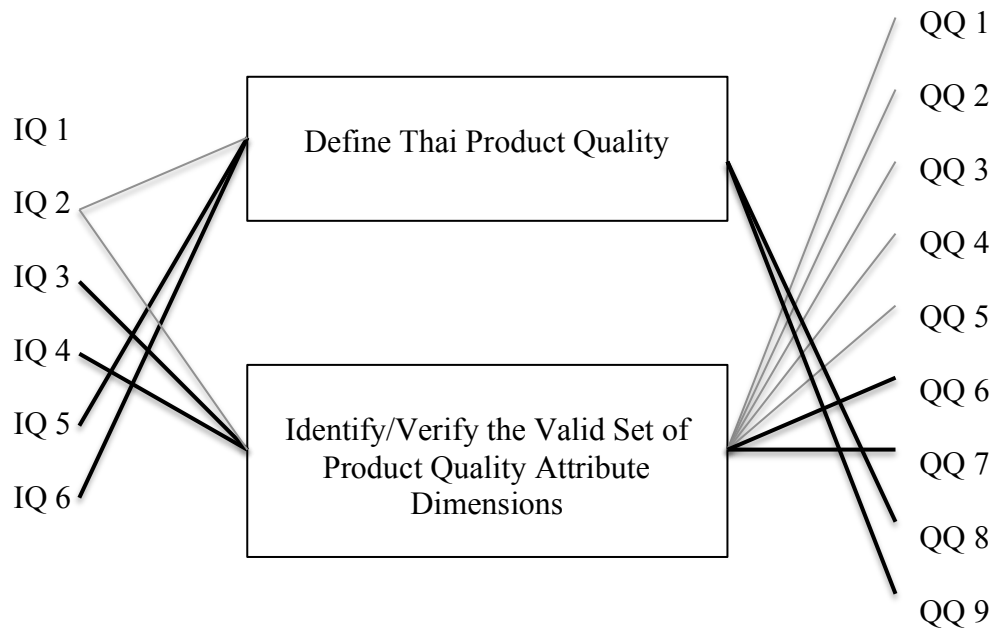 IQ 1
IQ 2
IQ 3
IQ 4
IQ 5
IQ 6
Define Thai Product Quality
Identify/Verify the Valid Set of
Product Quality Attribute
Dimensions
QQ 1
QQ 2
QQ 3
QQ 4
QQ 5
QQ 6
QQ 7
QQ 8
QQ 9